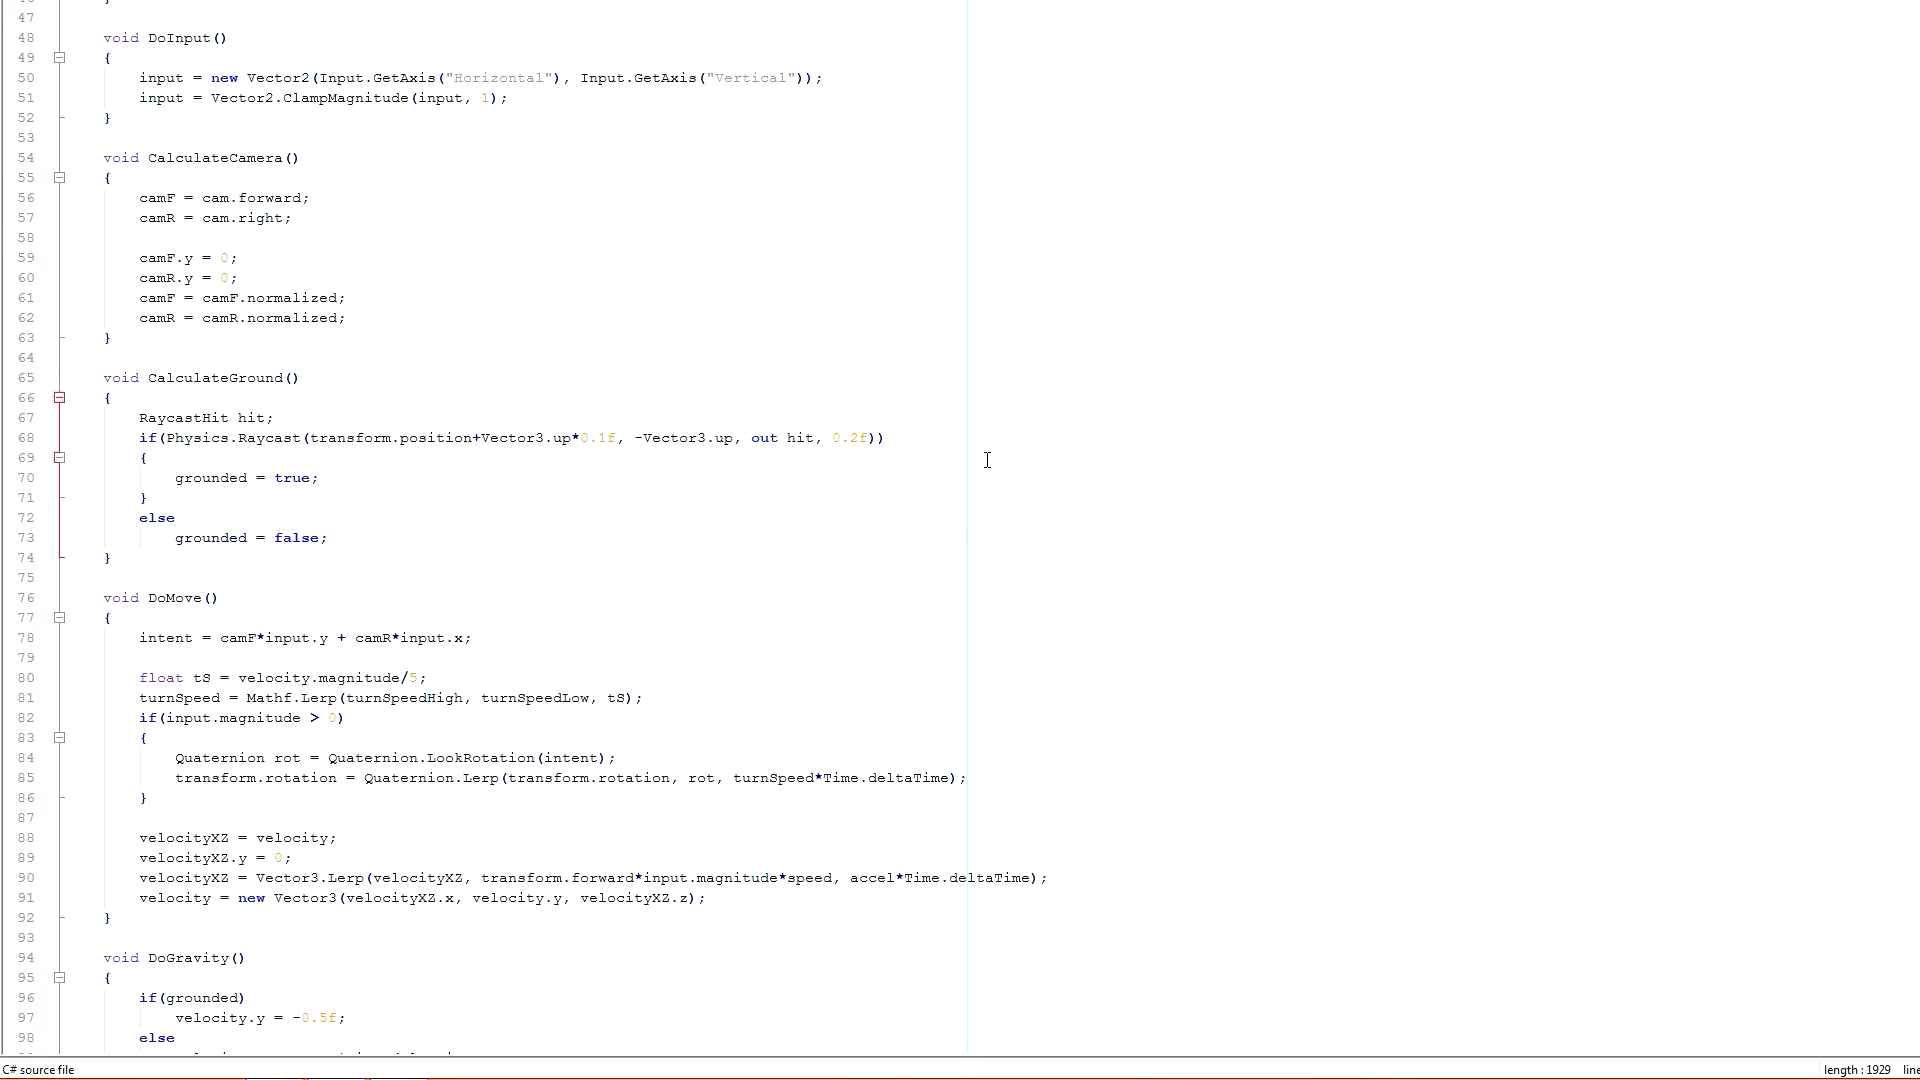 47
48 void DoInput()
49 {
50 input = new Vector2(Input.GetAxis("Horizontal"), Input.GetAxis("Vertical"));
51 input = Vector2.ClampMagnitude(input, 1);
52 }
53
54 void CalculateCamera()
55 {
56 camF = cam.forward;
57 camR = cam.right;
58
59 camF.y = 0;
60 camR.y = 0;
61 camF = camF.normalized;
62 camR = camR.normalized;
63 }
64
65 void CalculateGround()
66 {
67 RaycastHit hit;
68 if(Physics.Raycast(transform.position+Vector3.up*0.1f, -Vector3.up, out hit, 0.2f))
69 {
70 grounded = true;
71 }
72 else
73 grounded = false;
74 }
75
76 void DoMove()
77 {
78 intent = camF*input.y + camR*input.x;
79
80 float tS = velocity.magnitude/5;
81 turnSpeed = Mathf.Lerp(turnSpeedHigh, turnSpeedLow, tS);
82 if(input.magnitude > 0)
83 {
84 Quaternion rot = Quaternion.LookRotation(intent);
85 transform.rotation = Quaternion.Lerp(transform.rotation, rot, turnSpeed*Time.deltaTime);
86 }
87
88 velocityXZ = velocity;
89 velocityXZ.y = 0;
90 velocityXZ = Vector3.Lerp(velocityXZ, transform.forward*input.magnitude*speed, accel*Time.deltaTime);
91 velocity = new Vector3(velocityXZ.x, velocity.y, velocityXZ.z);
92 }
93
94 void DoGravity()
95 {
96 if(grounded)
97 velocity.y = -0.5f;
98 else
C# source file length : 1929 line